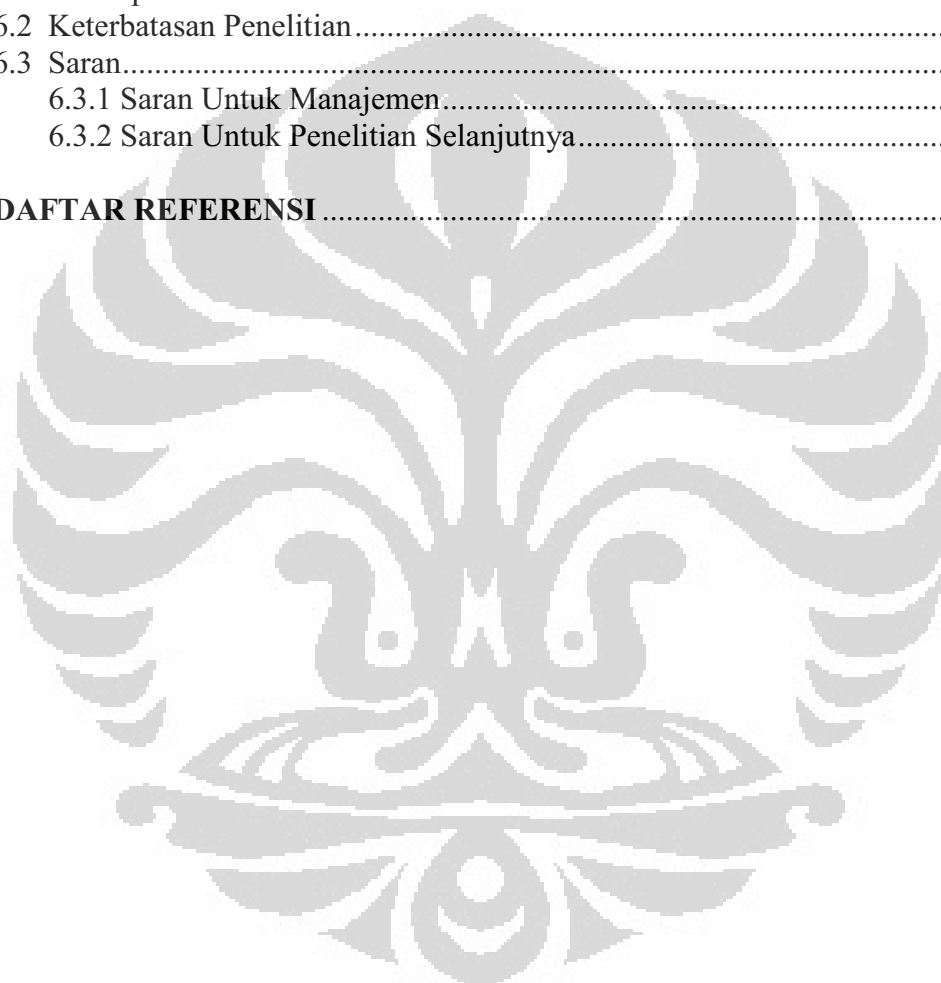 6.2 Keterbatasan Penelitian....................................................................................
6.3 Saran................................................................................................................
6.3.1 Saran Untuk Manajemen.........................................................................
6.3.2 Saran Untuk Penelitian Selanjutnya........................................................
DAFTAR REFERENSI.........................................................................................